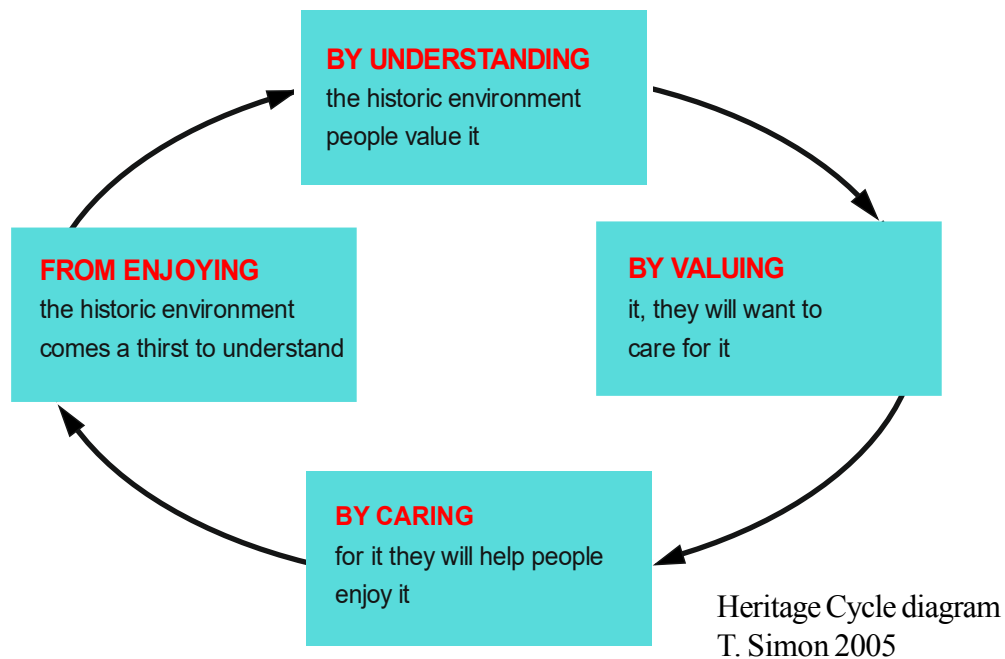 BY UNDERSTANDING
the historic environment
people value it
BY VALUING
it, they will want to
care for it
BY CARING
for it they will help people
enjoy it
FROM ENJOYING
the historic environment
comes a thirst to understand
Heritage Cycle diagram
T. Simon 2005